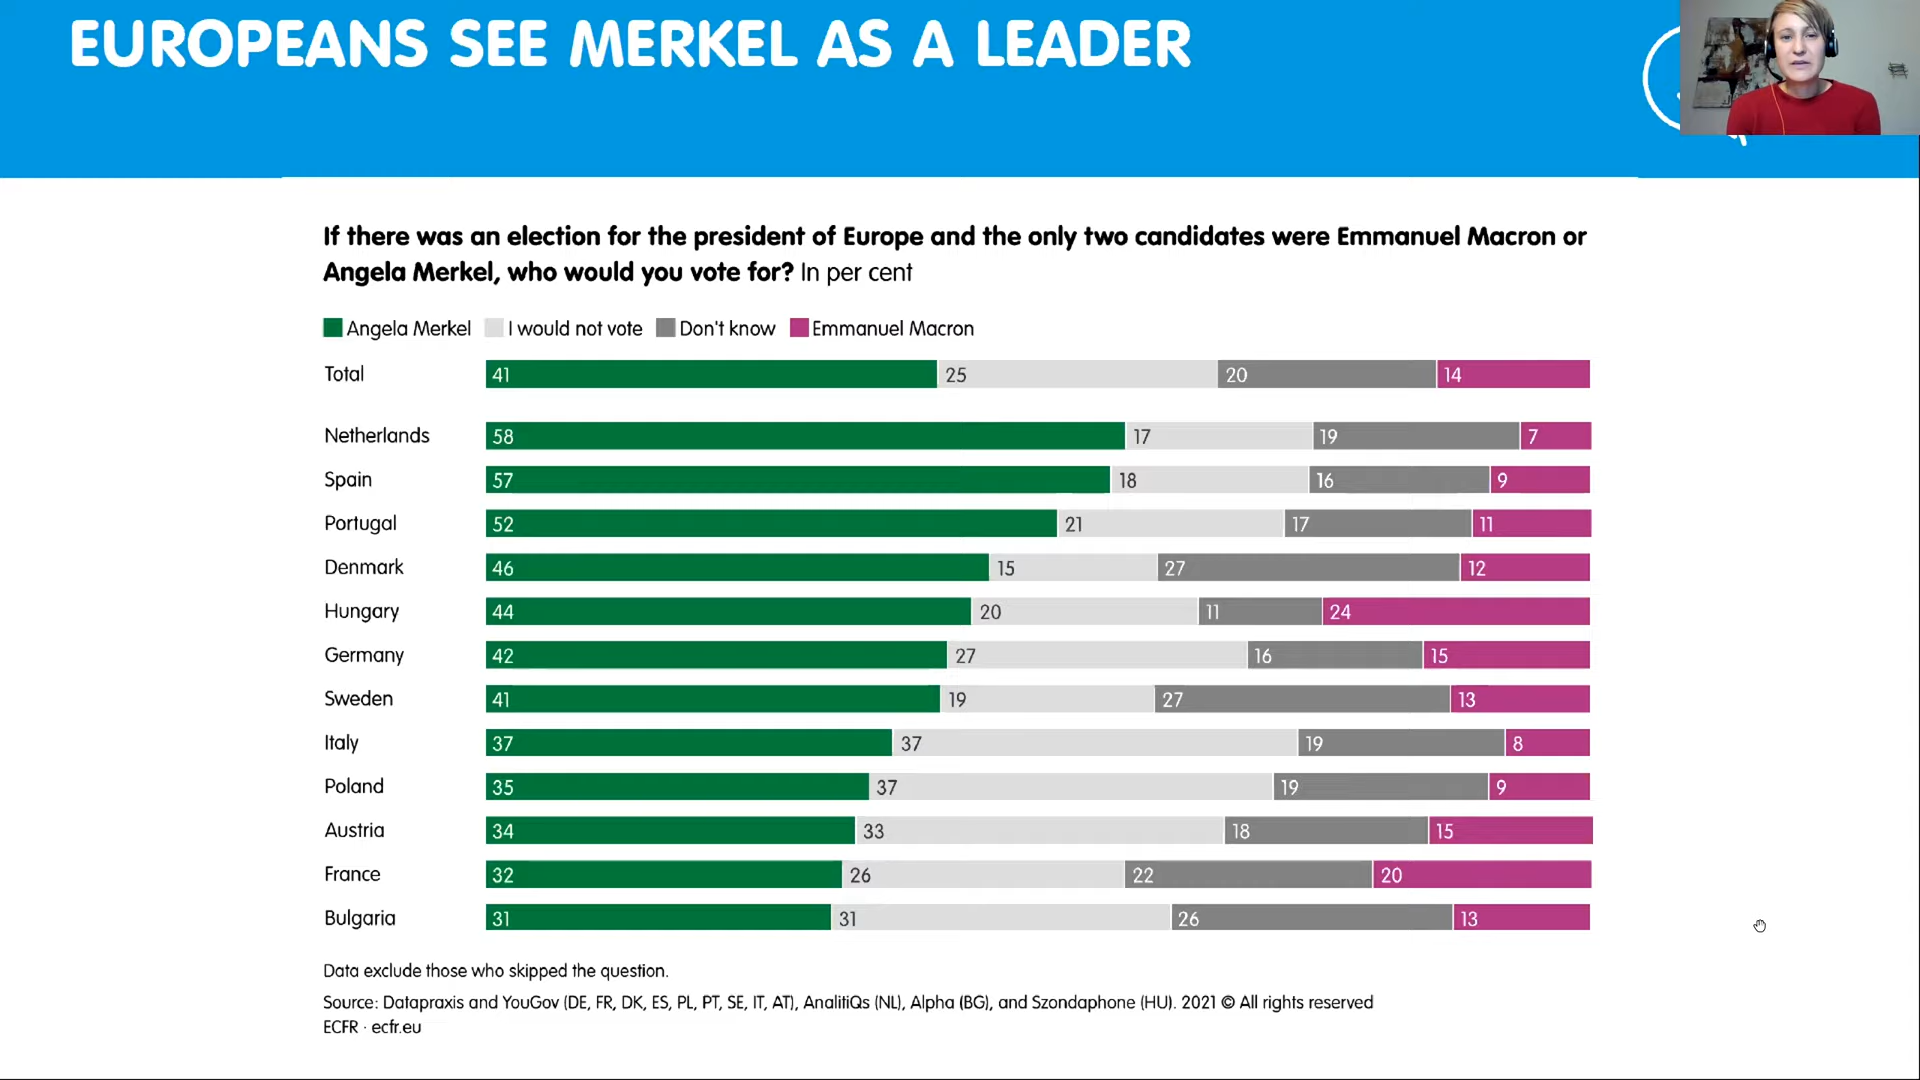 EUROPEANS SEE MERKEL AS A LEADER
If there was an election for the president of Europe and the only two candidates were Emmanuel Macron or
Angela Merkel, who would you vote for? In per cent
Angela Merkel I would not vote Don't know Emmanuel Macron
Total 41 25 20 14
Netherlands 58 17 19 7
Spain 57 18 16 9
Portugal 52 21 17 11
Denmark 46 15 27 12
Hungary 44 20 11 24
Germany 42 27 16 15
Sweden 41 19 27 13
Italy 37 37 19 8
Poland 35 37 19 9
Austria 34 33 18 15
France 32 26 22 20
Bulgaria 31 31 26 13
Data exclude those who skipped the question.
Source: Datapraxis and YouGov (DE, FR, DK, ES, PL, PT, SE, IT, AT), AnalitiQs (NL), Alpha (BG), and Szondaphone (HU). 2021 © All rights reserved
ECFR · ecfr.eu